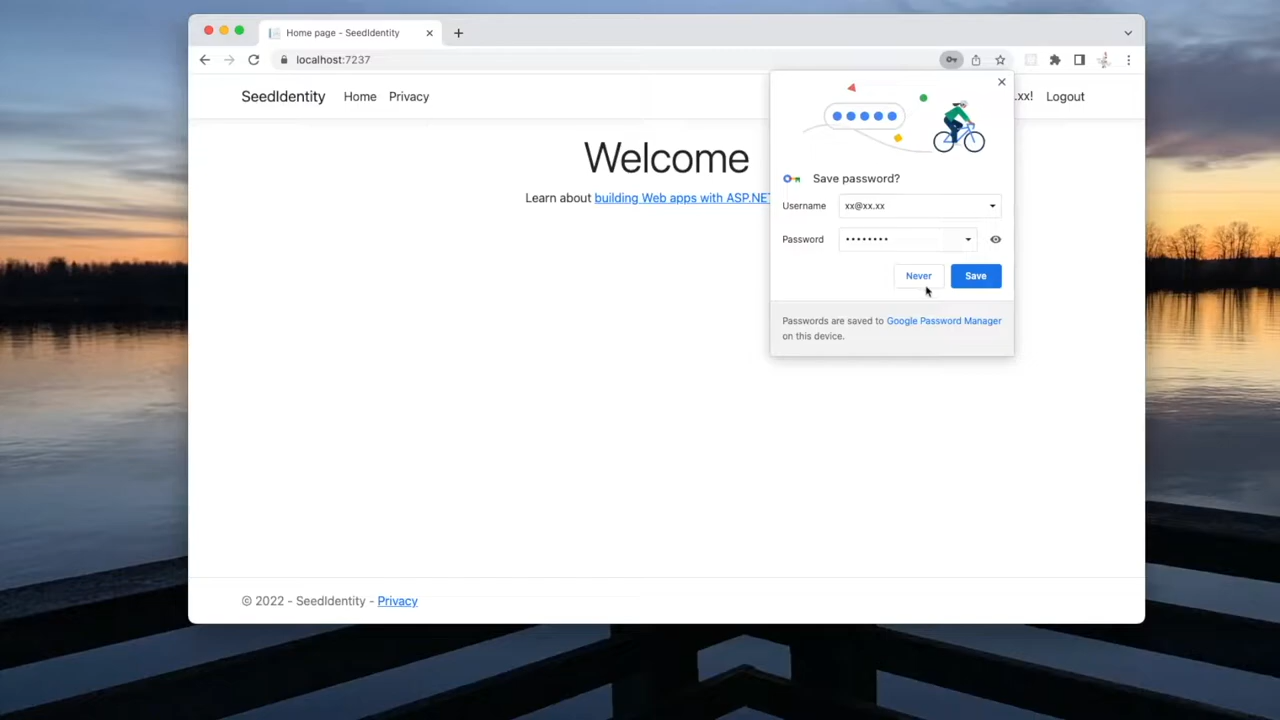 Home page - SeedIdentity
localhost:7237
SeedIdentity Home Privacy
.xx! Logout
Welcome
Learn about building Web apps with ASP.NET
Save password?
Username xx@xx.xx
Password ••••••••
Never Save
Passwords are saved to Google Password Manager
on this device.
© 2022 - SeedIdentity - Privacy